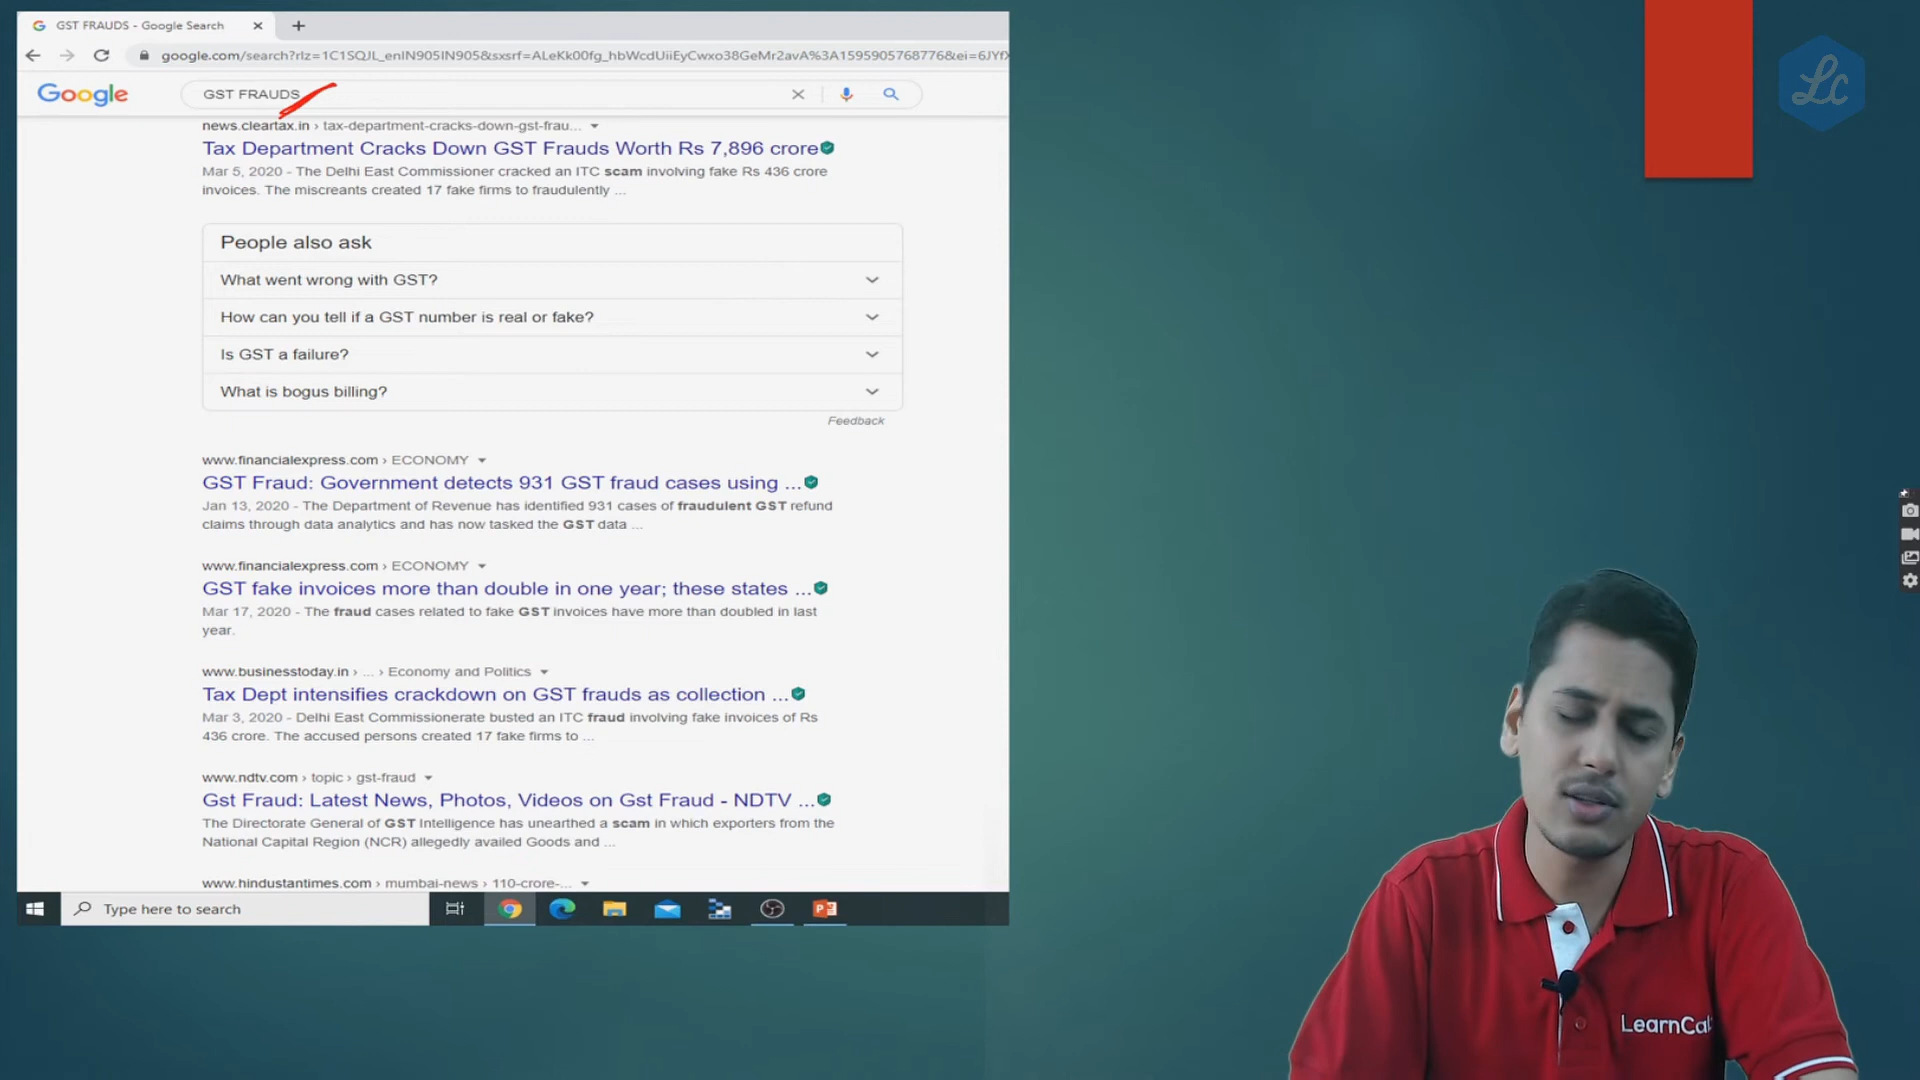 GST FRAUDS - Google Search
google.com/search?rlz=1C1SQJL_enIN905IN905&sxsrf=ALeKk00fg_hbWcdUiiEyCwxo38GeMr2avA%3A1595905768776&ei=6JYfX
Google
GST FRAUDS
news.cleartax.in › tax-department-cracks-down-gst-frau...
Tax Department Cracks Down GST Frauds Worth Rs 7,896 crore
Mar 5, 2020 - The Delhi East Commissioner cracked an ITC scam involving fake Rs 436 crore
invoices. The miscreants created 17 fake firms to fraudulently ...
People also ask
What went wrong with GST?
How can you tell if a GST number is real or fake?
Is GST a failure?
What is bogus billing?
Feedback
www.financialexpress.com › ECONOMY
GST Fraud: Government detects 931 GST fraud cases using ...
Jan 13, 2020 - The Department of Revenue has identified 931 cases of fraudulent GST refund
claims through data analytics and has now tasked the GST data ...
www.financialexpress.com › ECONOMY
GST fake invoices more than double in one year; these states ...
Mar 17, 2020 - The fraud cases related to fake GST invoices have more than doubled in last
year.
www.businesstoday.in › ... › Economy and Politics
Tax Dept intensifies crackdown on GST frauds as collection ...
Mar 3, 2020 - Delhi East Commissionerate busted an ITC fraud involving fake invoices of Rs
436 crore. The accused persons created 17 fake firms to ...
www.ndtv.com › topic › gst-fraud
Gst Fraud: Latest News, Photos, Videos on Gst Fraud - NDTV ...
The Directorate General of GST Intelligence has unearthed a scam in which exporters from the
National Capital Region (NCR) allegedly availed Goods and ...
www.hindustantimes.com › mumbai-news › 110-crore-...
Type here to search
Lc
LearnCab